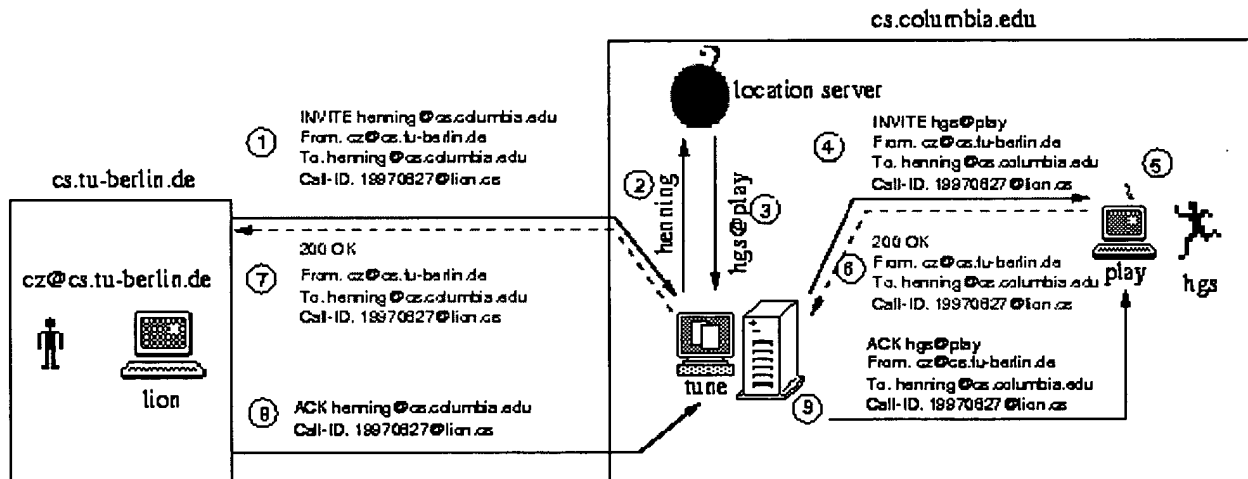 cs.columbia.edu
location server
1
INVITE henning@cs.columbia.edu
From. cz@cs.tu-berlin.de
To. henning@cs.columbia.edu
Call-ID. 19970827@lion.cs
4
INVITE hgs@play
From. cz@cs.tu-berlin.de
To. henning@cs.columbia.edu
Call-ID. 19970827@lion.cs
5
cs.tu-berlin.de
2
henning
hgs@play
3
7
200 OK
From. cz@cs.tu-berlin.de
To. henning@cs.columbia.edu
Call-ID. 19970827@lion.cs
6
200 OK
From. cz@cs.tu-berlin.de
To. henning@cs.columbia.edu
Call-ID. 19970827@lion.cs
play
hgs
cz@cs.tu-berlin.de
lion
tune
8
ACK henning@cs.columbia.edu
Call-ID. 19970827@lion.cs
9
ACK hgs@play
From. cz@cs.tu-berlin.de
To. henning@cs.columbia.edu
Call-ID. 19970827@lion.cs